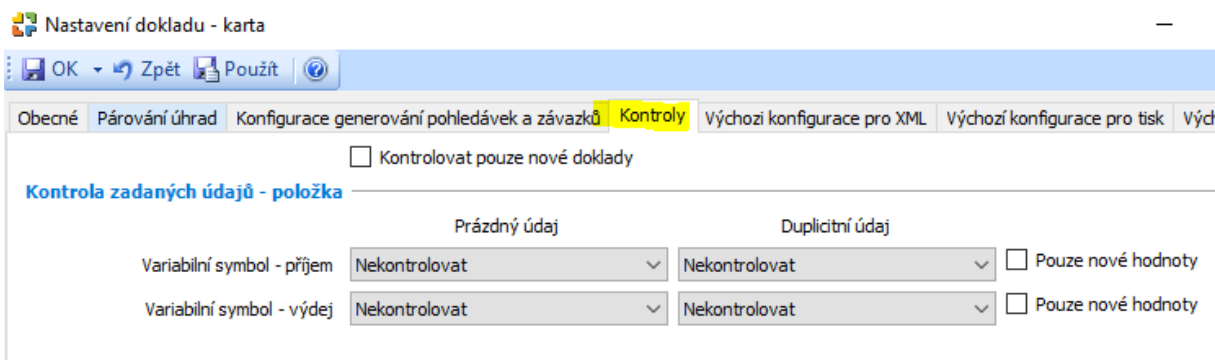 Nastavení dokladu - karta
OK Zpět Použít
Obecné Párování úhrad Konfigurace generování pohledávek a závazků Kontroly Výchozi konfigurace pro XML Výchozí konfigurace pro tisk
Kontrolovat pouze nové doklady
Kontrola zadaných údajů - položka
Prázdný údaj Duplicitní údaj
Variabilní symbol - příjem Nekontrolovat Nekontrolovat Pouze nové hodnoty
Variabilní symbol - výdej Nekontrolovat Nekontrolovat Pouze nové hodnoty